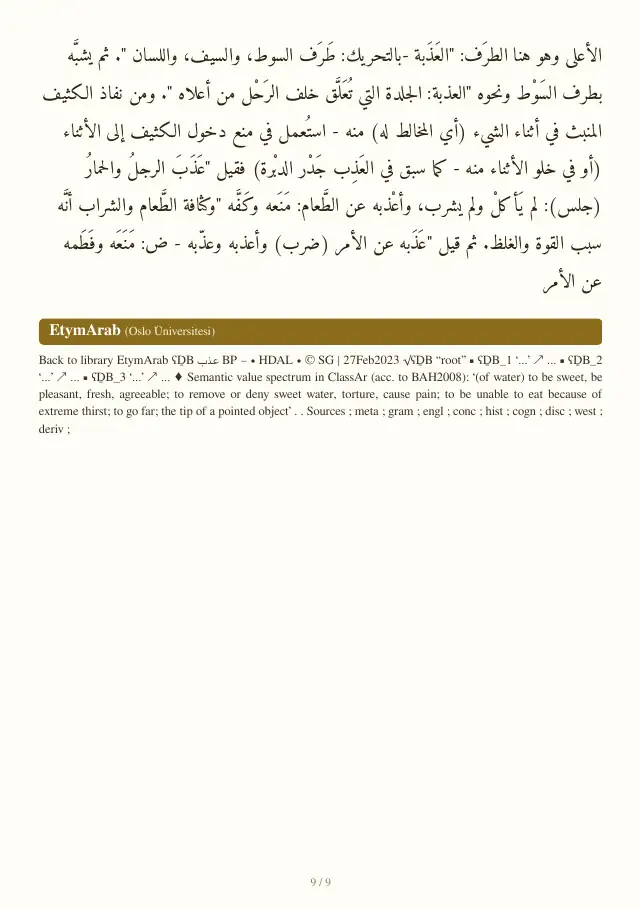 الأعلى وهو هنا الطرَف: "العَذَبة -بالتحريك: طَرَف السوط، والسيف، واللسان ". ثم يشبَّه
بطرف السَوْط ونحوه "العذبة: الجلدة التي تُعَلَّق خلف الرَحْل من أعلاه ". ومن نفاذ الكثيف
المنبث في أثناء الشيء (أي المخالط له) منه - استُعمل في منع دخول الكثيف إلى الأثناء
(أو في خلو الأثناء منه - كما سبق في العَذِب جَدْر الدبْرة) فقيل "عَذَبَ الرجلُ والحمارُ
(جلس): لم يَأكلْ ولم يشرب، وأعْذبه عن الطَّعام: مَنَعه وكَفَّه "وكثافة الطَّعام والشراب أنَّه
سبب القوة والغلظ. ثم قيل "عَذَبه عن الأمر (ضرب) وأعذبه وعذّبه - ض: مَنَعَه وفَطَمه
عن الأمر
EtymArab (Oslo Üniversitesi)
Back to library EtymArab ʕḎB عذب BP – • HDAL • © SG | 27Feb2023 √ʕḎB “root” ▪ ʕḎB_1 ‘...’ ↗ ... ▪ ʕḎB_2
‘...’ ↗ ... ▪ ʕḎB_3 ‘...’ ↗ ... ♦ Semantic value spectrum in ClassAr (acc. to BAH2008): ‘(of water) to be sweet, be
pleasant, fresh, agreeable; to remove or deny sweet water, torture, cause pain; to be unable to eat because of
extreme thirst; to go far; the tip of a pointed object’ . . Sources ; meta ; gram ; engl ; conc ; hist ; cogn ; disc ; west ;
deriv ;
9 / 9